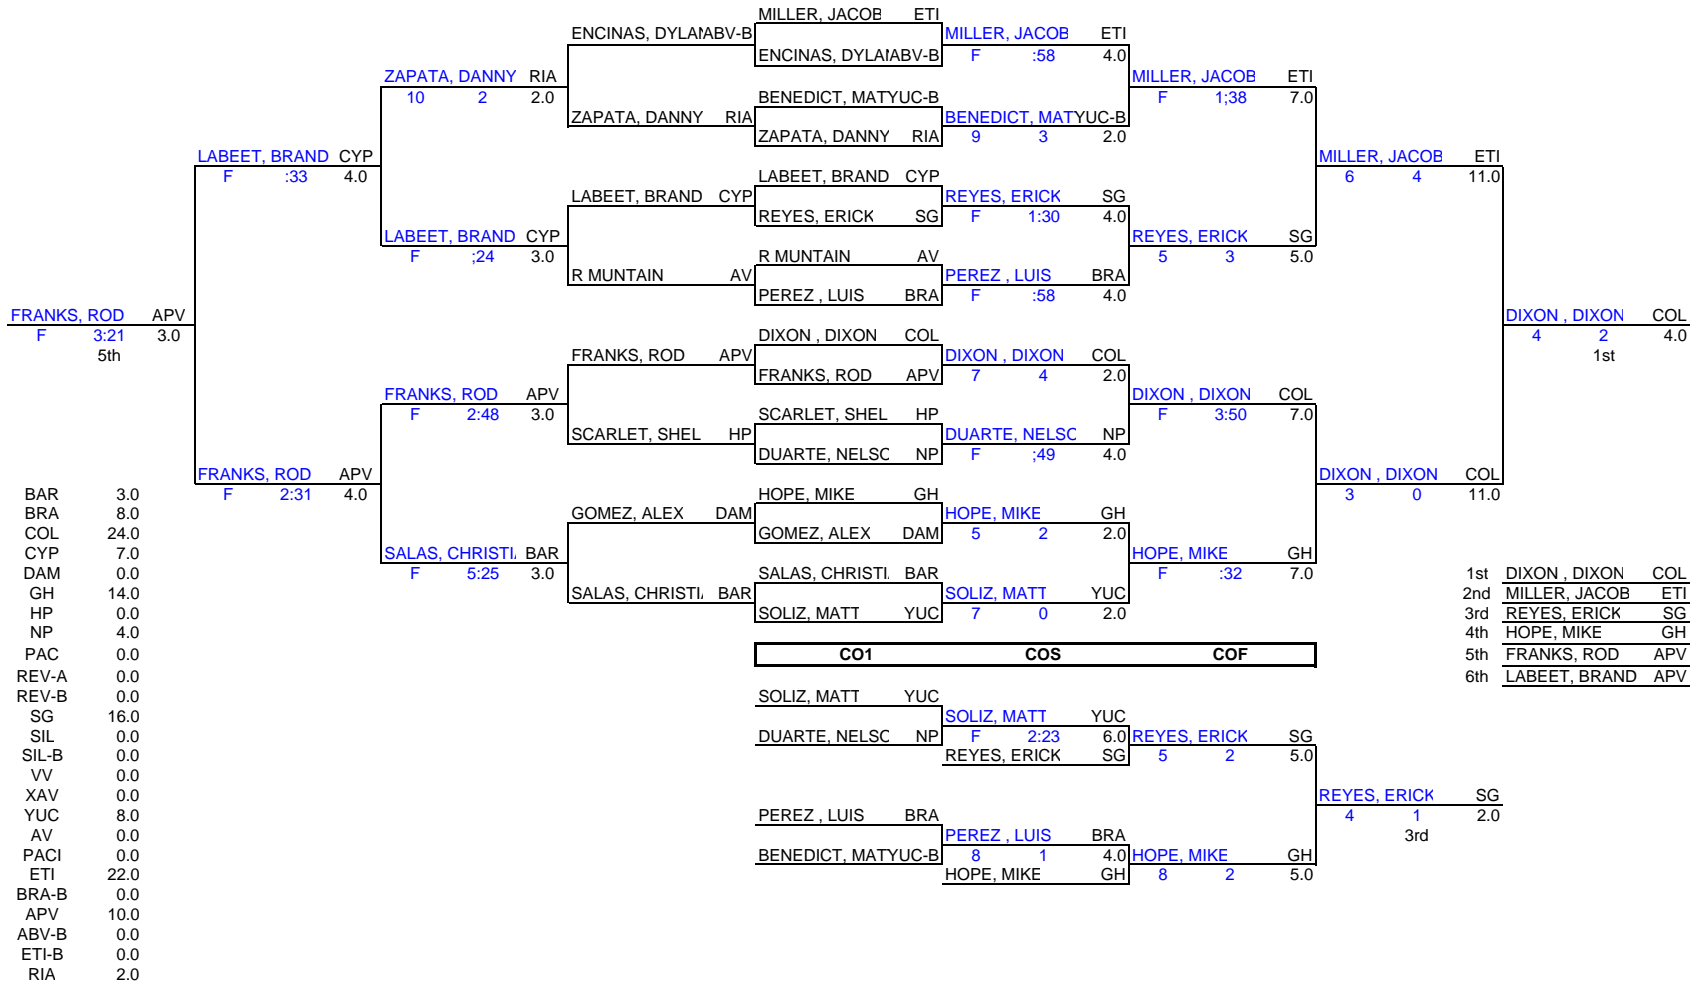 MILLER, JACOB ETI
ENCINAS, DYLAN ABV-B MILLER, JACOB ETI
ENCINAS, DYLAN ABV-B F :58 4.0
ZAPATA, DANNY RIA MILLER, JACOB ETI
10 2 2.0 BENEDICT, MAT YUC-B F 1;38 7.0
ZAPATA, DANNY RIA BENEDICT, MAT YUC-B
ZAPATA, DANNY RIA 9 3 2.0
LABEET, BRAND CYP MILLER, JACOB ETI
F :33 4.0 LABEET, BRAND CYP 6 4 11.0
LABEET, BRAND CYP REYES, ERICK SG
REYES, ERICK SG F 1:30 4.0
LABEET, BRAND CYP REYES, ERICK SG
F ;24 3.0 R MUNTAIN AV 5 3 5.0
R MUNTAIN AV PEREZ , LUIS BRA
PEREZ , LUIS BRA F :58 4.0
FRANKS, ROD APV DIXON , DIXON COL
F 3:21 3.0 DIXON , DIXON COL 4 2 4.0
5th FRANKS, ROD APV DIXON , DIXON COL 1st
FRANKS, ROD APV 7 4 2.0
FRANKS, ROD APV DIXON , DIXON COL
F 2:48 3.0 SCARLET, SHEL HP F 3:50 7.0
SCARLET, SHEL HP DUARTE, NELSC NP
DUARTE, NELSC NP F ;49 4.0
FRANKS, ROD APV DIXON , DIXON COL
BAR 3.0 F 2:31 4.0 HOPE, MIKE GH 3 0 11.0
BRA 8.0 GOMEZ, ALEX DAM HOPE, MIKE GH
COL 24.0 GOMEZ, ALEX DAM 5 2 2.0
CYP 7.0 SALAS, CHRISTI BAR HOPE, MIKE GH
DAM 0.0 F 5:25 3.0 SALAS, CHRISTI BAR F :32 7.0 1st DIXON , DIXON COL
GH 14.0 SALAS, CHRISTI BAR SOLIZ, MATT YUC 2nd MILLER, JACOB ETI
HP 0.0 SOLIZ, MATT YUC 7 0 2.0 3rd REYES, ERICK SG
NP 4.0 4th HOPE, MIKE GH
PAC 0.0 CO1 COS COF 5th FRANKS, ROD APV
REV-A 0.0 6th LABEET, BRAND APV
REV-B 0.0 SOLIZ, MATT YUC
SG 16.0 SOLIZ, MATT YUC
SIL 0.0 DUARTE, NELSC NP F 2:23 6.0 REYES, ERICK SG
SIL-B 0.0 REYES, ERICK SG 5 2 5.0
VV 0.0
XAV 0.0 REYES, ERICK SG
YUC 8.0 PEREZ , LUIS BRA 4 1 2.0
AV 0.0 PEREZ , LUIS BRA 3rd
PACI 0.0 BENEDICT, MAT YUC-B 8 1 4.0 HOPE, MIKE GH
ETI 22.0 HOPE, MIKE GH 8 2 5.0
BRA-B 0.0
APV 10.0
ABV-B 0.0
ETI-B 0.0
RIA 2.0